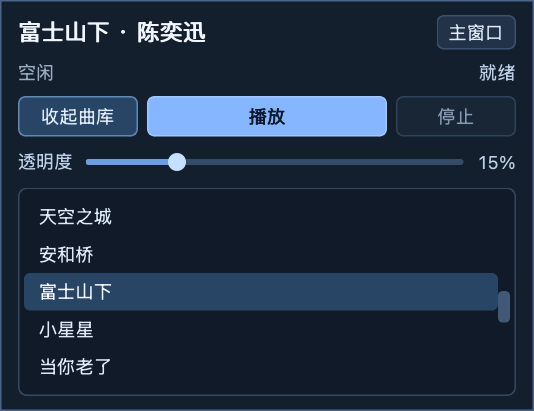 富士山下 · 陈奕迅 主窗口
空闲 就绪
收起曲库 播放 停止
透明度 15%
天空之城
安和桥
富士山下
小星星
当你老了